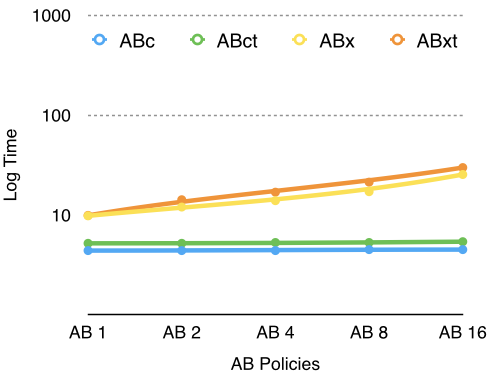 1000
ABc ABct ABx ABxt
100
Log Time
10
AB 1 AB 2 AB 4 AB 8 AB 16
AB Policies